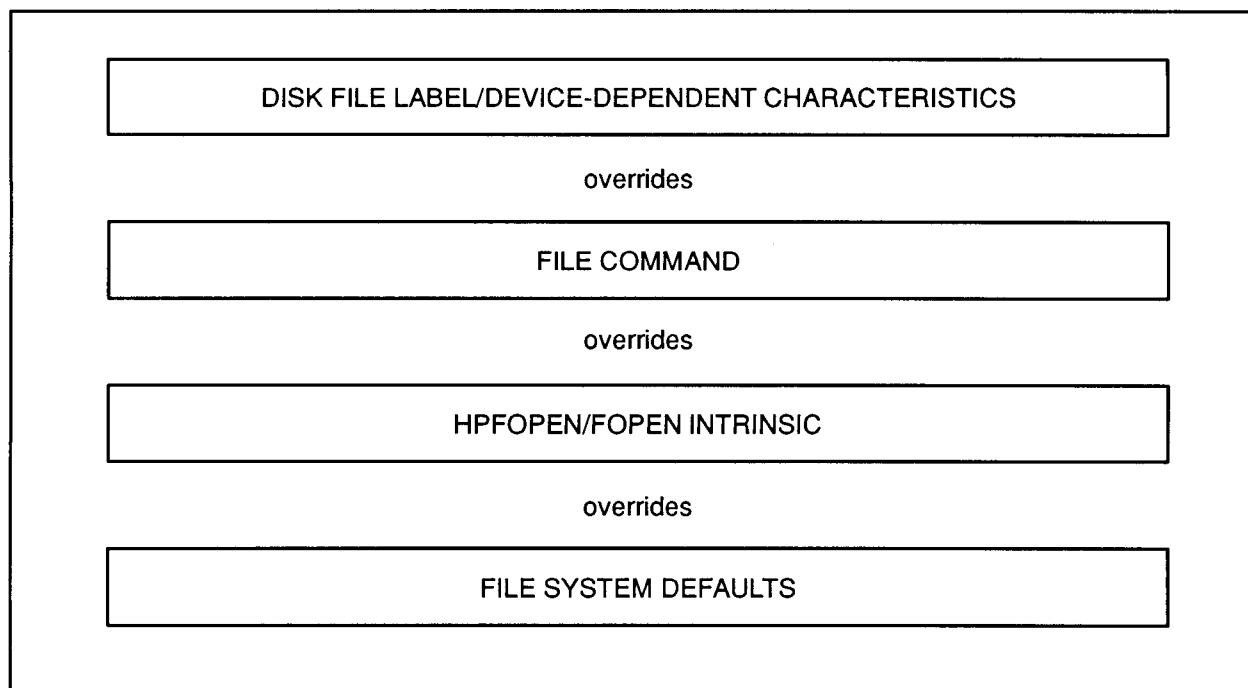 DISK FILE LABEL/DEVICE-DEPENDENT CHARACTERISTICS
overrides
FILE COMMAND
overrides
HPFOPEN/FOPEN INTRINSIC
overrides
FILE SYSTEM DEFAULTS